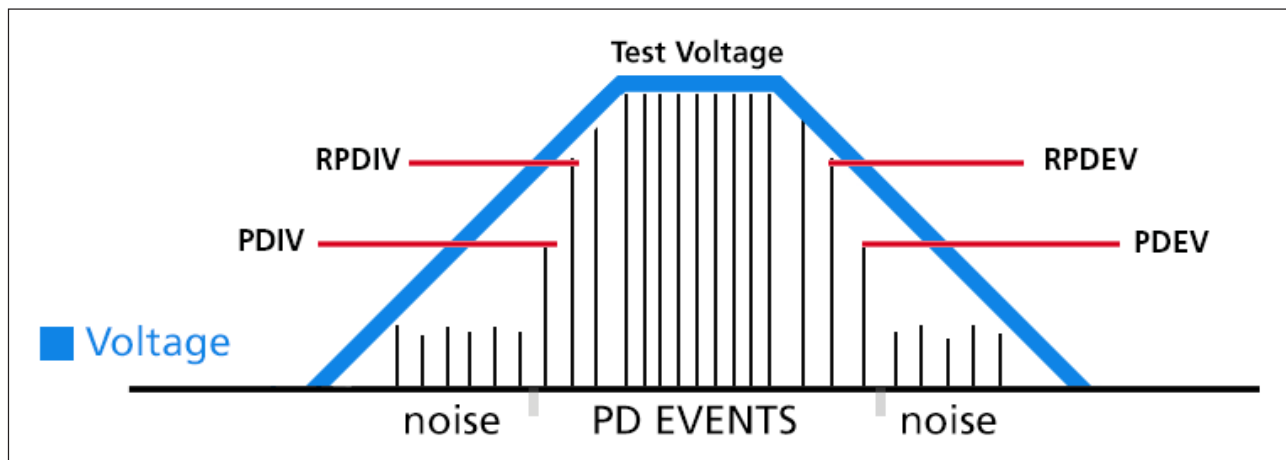 Test Voltage
RPDIV
RPDEV
PDIV
PDEV
Voltage
noise
PD EVENTS
noise